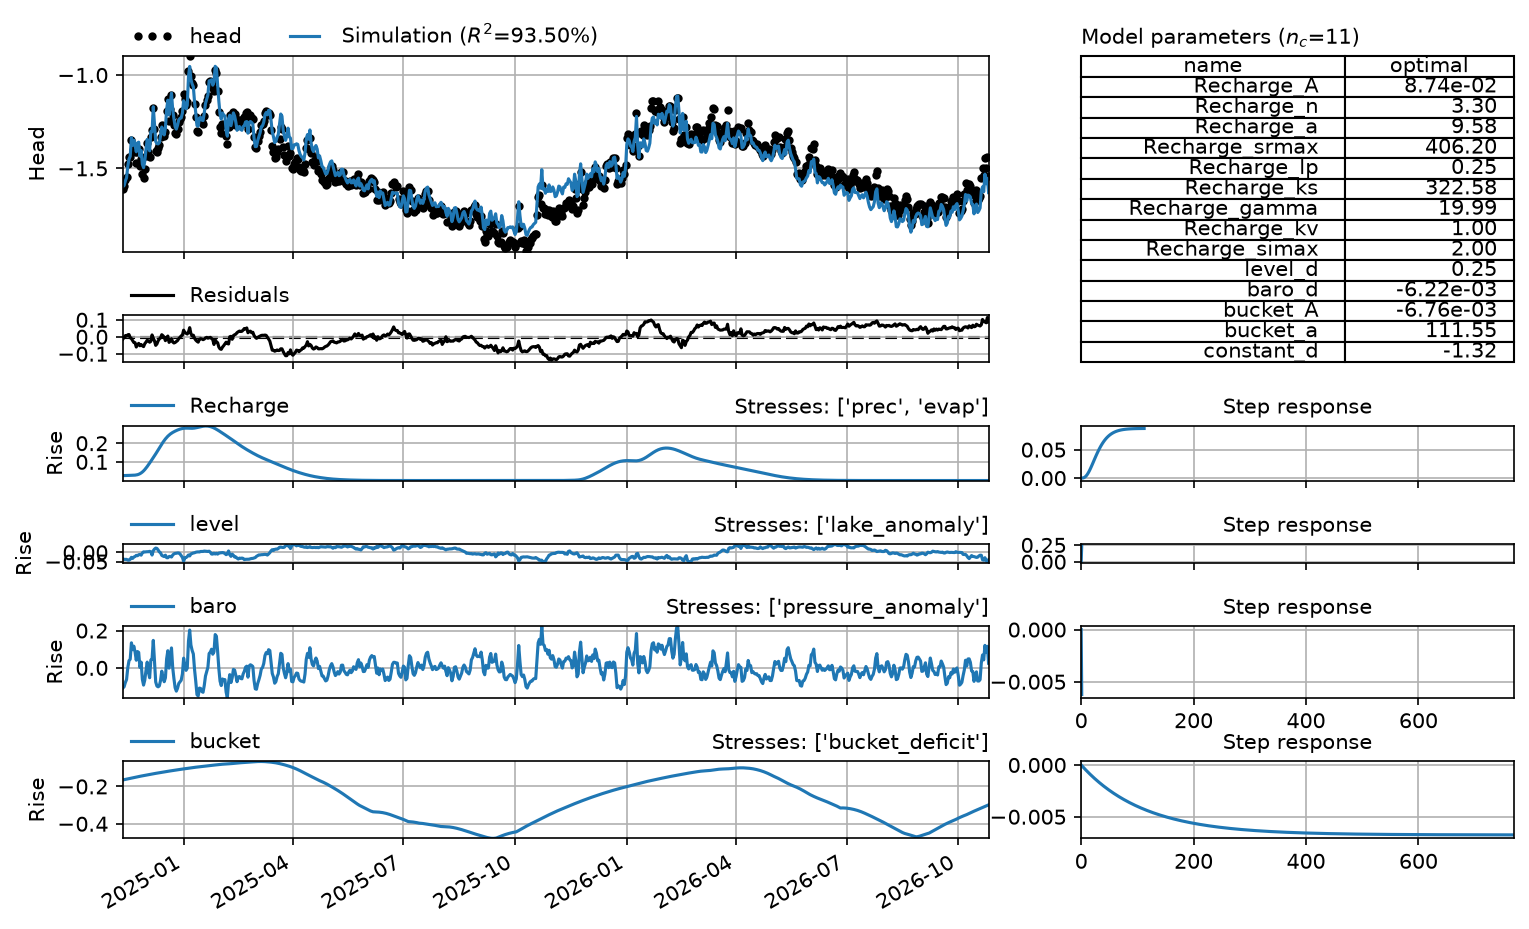 head
Simulation (R²=93.50%)
Head
−1.0
−1.5
Model parameters (n_c=11)
name optimal
Recharge_A 8.74e-02
Recharge_n 3.30
Recharge_a 9.58
Recharge_srmax 406.20
Recharge_lp 0.25
Recharge_ks 322.58
Recharge_gamma 19.99
Recharge_kv 1.00
Recharge_simax 2.00
level_d 0.25
baro_d -6.22e-03
bucket_A -6.76e-03
bucket_a 111.55
constant_d -1.32
Residuals
0.1
0.0
−0.1
Recharge
Stresses: ['prec', 'evap']
Rise
0.2
0.1
Step response
0.05
0.00
level
Stresses: ['lake_anomaly']
Rise
0.00
−0.05
Step response
0.25
0.00
baro
Stresses: ['pressure_anomaly']
Rise
0.2
0.0
Step response
0.000
−0.005
0 200 400 600
bucket
Stresses: ['bucket_deficit']
Rise
−0.2
−0.4
2025-01 2025-04 2025-07 2025-10 2026-01 2026-04 2026-07 2026-10
Step response
0.000
−0.005
0 200 400 600